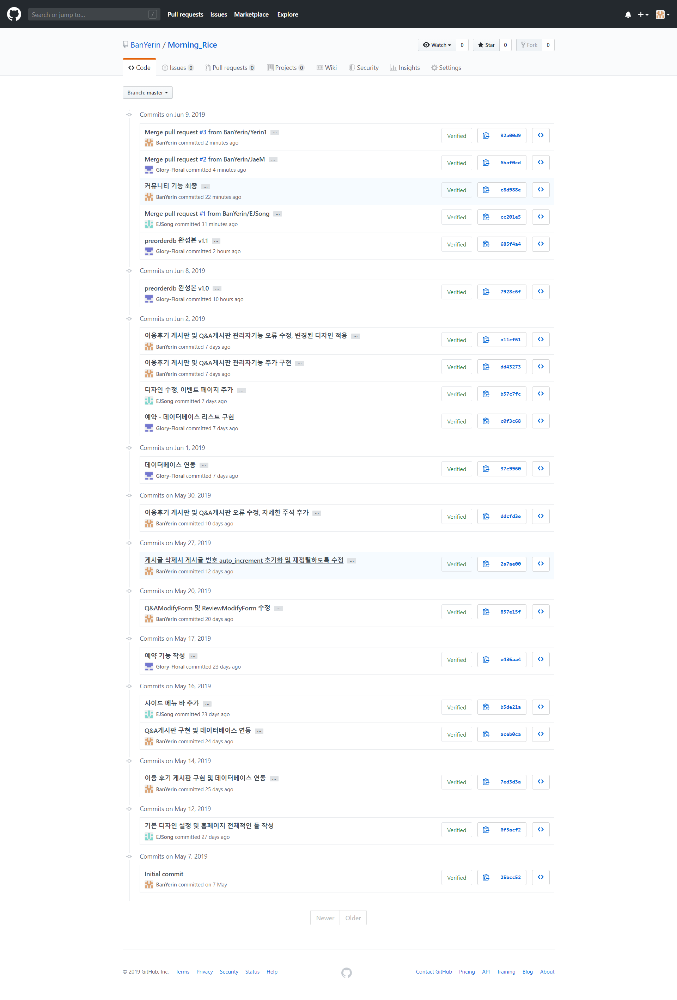 Search or jump to... / Pull requests Issues Marketplace Explore
BanYerin / Morning_Rice Watch 0 Star 0 Fork 0
Code Issues 0 Pull requests 0 Projects 0 Wiki Security Insights Settings
Branch: master
Commits on Jun 9, 2019
Merge pull request #3 from BanYerin/Yerin1 … Verified 92a00d9
BanYerin committed 2 minutes ago
Merge pull request #2 from BanYerin/JaeM … Verified 6baf0cd
Glory-Floral committed 4 minutes ago
커뮤니티 기능 최종 … Verified c8d988e
BanYerin committed 22 minutes ago
Merge pull request #1 from BanYerin/EJSong … Verified cc201e5
EJSong committed 31 minutes ago
preorderdb 완성본 v1.1 … Verified 685f4a4
Glory-Floral committed 2 hours ago
Commits on Jun 8, 2019
preorderdb 완성본 v1.0 … Verified 7928c6f
Glory-Floral committed 10 hours ago
Commits on Jun 2, 2019
이용후기 게시판 및 Q&A게시판 관리자기능 오류 수정, 변경된 디자인 적용 … Verified a11cf61
BanYerin committed 7 days ago
이용후기 게시판 및 Q&A게시판 관리자기능 추가 구현 … Verified dd43273
BanYerin committed 7 days ago
디자인 수정, 이벤트 페이지 추가 … Verified b57c7fc
EJSong committed 7 days ago
예약 - 데이터베이스 리스트 구현 Verified c0f3c68
Glory-Floral committed 7 days ago
Commits on Jun 1, 2019
데이터베이스 연동 … Verified 37e9960
Glory-Floral committed 7 days ago
Commits on May 30, 2019
이용후기 게시판 및 Q&A게시판 오류 수정, 자세한 주석 추가 … Verified ddcfd3e
BanYerin committed 10 days ago
Commits on May 27, 2019
게시글 삭제시 게시글 번호 auto_increment 초기화 및 재정렬하도록 수정 … Verified 2a7ae00
BanYerin committed 12 days ago
Commits on May 20, 2019
Q&AModifyForm 및 ReviewModifyForm 수정 … Verified 857e15f
BanYerin committed 20 days ago
Commits on May 17, 2019
예약 기능 작성 … Verified e436aa4
Glory-Floral committed 23 days ago
Commits on May 16, 2019
사이드 메뉴 바 추가 … Verified b5de21a
EJSong committed 23 days ago
Q&A게시판 구현 및 데이터베이스 연동 … Verified aceb0ca
BanYerin committed 24 days ago
Commits on May 14, 2019
이용 후기 게시판 구현 및 데이터베이스 연동 … Verified 7ed3d3a
BanYerin committed 25 days ago
Commits on May 12, 2019
기본 디자인 설정 및 홈페이지 전체적인 틀 작성 Verified 6f5acf2
EJSong committed 27 days ago
Commits on May 7, 2019
Initial commit Verified 25bcc52
BanYerin committed on 7 May
Newer Older
© 2019 GitHub, Inc. Terms Privacy Security Status Help Contact GitHub Pricing API Training Blog About